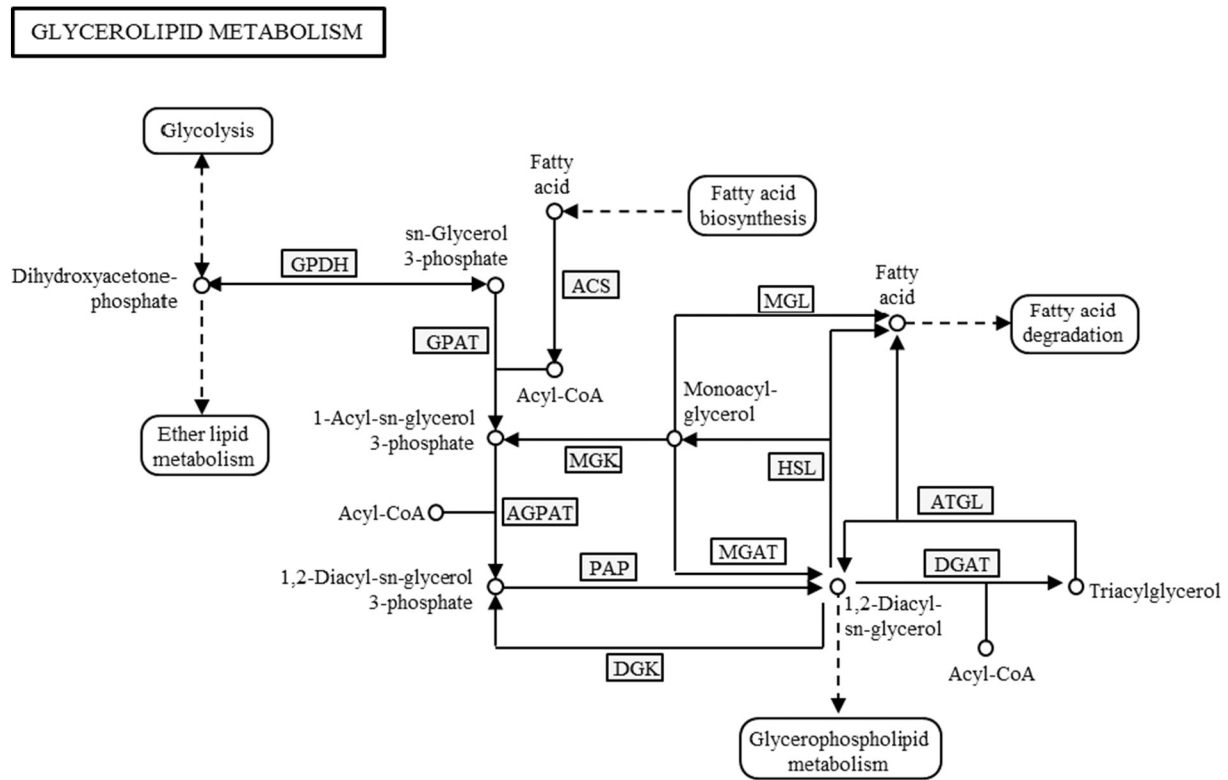 GLYCEROLIPID METABOLISM
Glycolysis
Fatty
acid
Fatty acid
biosynthesis
sn-Glycerol
3-phosphate
GPDH
Dihydroxyacetone-
phosphate
ACS
Fatty
acid
MGL
Fatty acid
degradation
GPAT
Acyl-CoA
Monoacyl-
glycerol
1-Acyl-sn-glycerol
3-phosphate
Ether lipid
metabolism
MGK
HSL
Acyl-CoA
AGPAT
ATGL
MGAT
PAP
DGAT
1,2-Diacyl-sn-glycerol
3-phosphate
Triacylglycerol
1,2-Diacyl-
sn-glycerol
DGK
Acyl-CoA
Glycerophospholipid
metabolism